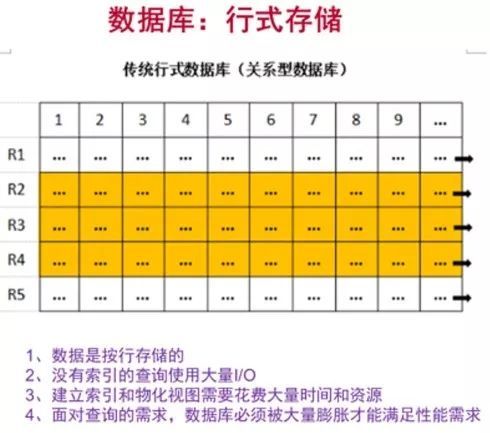 数据库：行式存储
传统行式数据库（关系型数据库）
1 2 3 4 5 6 7 8 9 ...
R1 ... ... ... ... ... ... ... ... ... ...
R2 ... ... ... ... ... ... ... ... ... ...
R3 ... ... ... ... ... ... ... ... ... ...
R4 ... ... ... ... ... ... ... ... ... ...
R5 ... ... ... ... ... ... ... ... ... ...
1、数据是按行存储的
2、没有索引的查询使用大量I/O
3、建立索引和物化视图需要花费大量时间和资源
4、面对查询的需求，数据库必须被大量膨胀才能满足性能需求